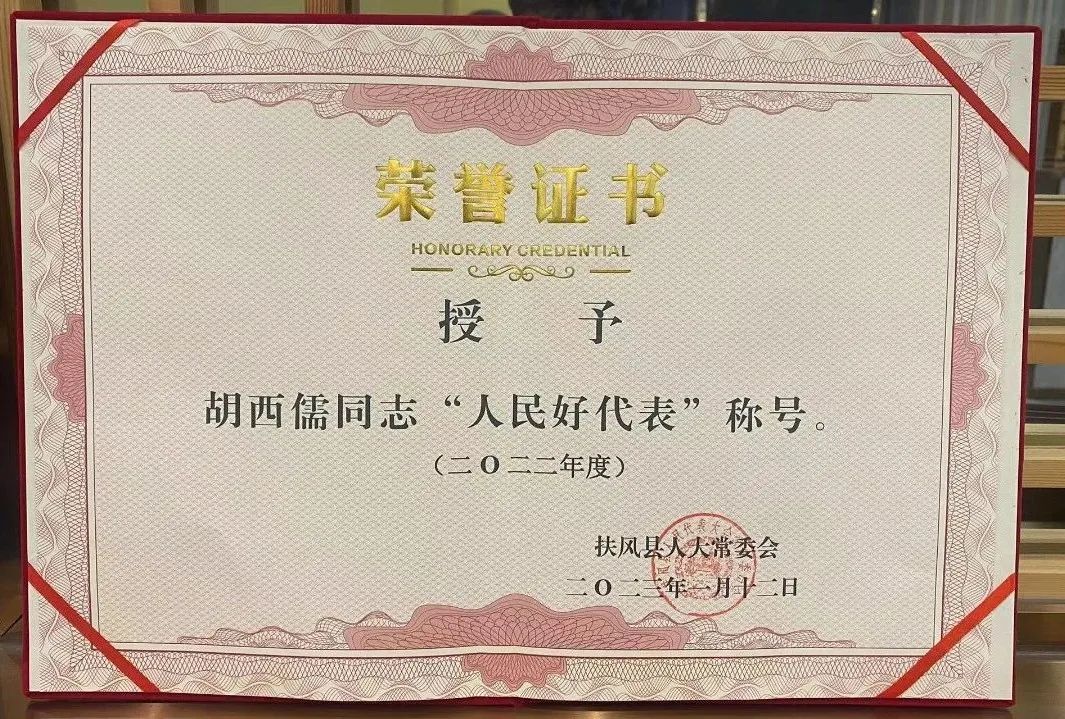 荣誉证书
HONORARY CREDENTIAL
授 予
胡西儒同志“人民好代表”称号。
（二〇二二年度）
扶风县人大常委会
二〇二三年一月十二日